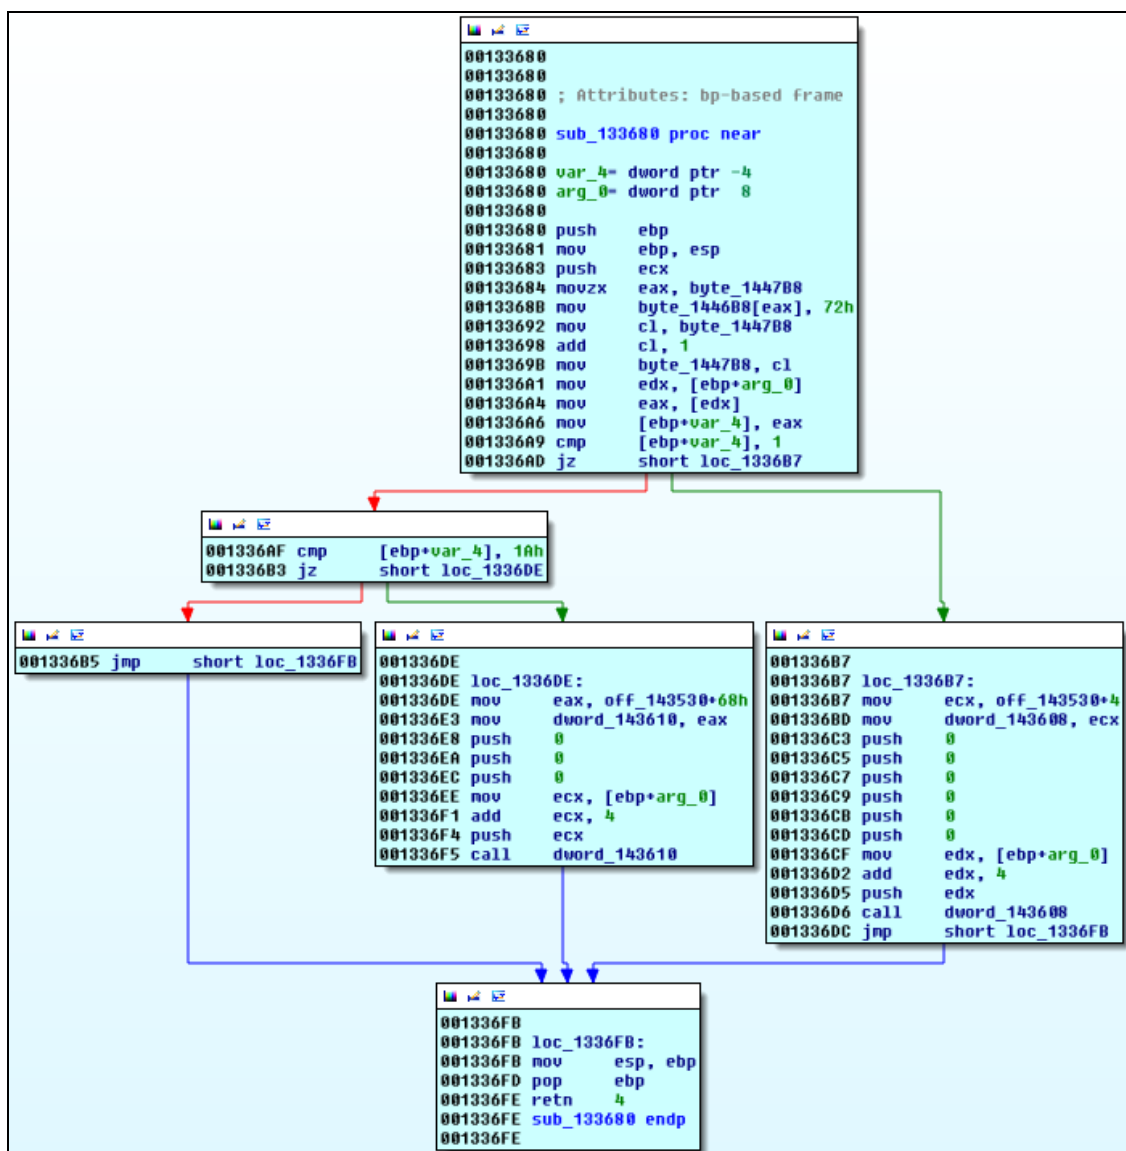 00133680
00133680
00133680 ; Attributes: bp-based frame
00133680
00133680 sub_133680 proc near
00133680
00133680 var_4= dword ptr -4
00133680 arg_0= dword ptr  8
00133680
00133680 push    ebp
00133681 mov     ebp, esp
00133683 push    ecx
00133684 movzx   eax, byte_1447B8
0013368B mov     byte_1446B8[eax], 72h
00133692 mov     cl, byte_1447B8
00133698 add     cl, 1
0013369B mov     byte_1447B8, cl
001336A1 mov     edx, [ebp+arg_0]
001336A4 mov     eax, [edx]
001336A6 mov     [ebp+var_4], eax
001336A9 cmp     [ebp+var_4], 1
001336AD jz      short loc_1336B7
001336AF cmp     [ebp+var_4], 1Ah
001336B3 jz      short loc_1336DE
001336B5 jmp     short loc_1336FB
001336DE
001336DE loc_1336DE:
001336DE mov     eax, off_143530+68h
001336E3 mov     dword_143610, eax
001336E8 push    0
001336EA push    0
001336EC push    0
001336EE mov     ecx, [ebp+arg_0]
001336F1 add     ecx, 4
001336F4 push    ecx
001336F5 call    dword_143610
001336B7
001336B7 loc_1336B7:
001336B7 mov     ecx, off_143530+4
001336BD mov     dword_143608, ecx
001336C3 push    0
001336C5 push    0
001336C7 push    0
001336C9 push    0
001336CB push    0
001336CD push    0
001336CF mov     edx, [ebp+arg_0]
001336D2 add     edx, 4
001336D5 push    edx
001336D6 call    dword_143608
001336DC jmp     short loc_1336FB
001336FB
001336FB loc_1336FB:
001336FB mov     esp, ebp
001336FD pop     ebp
001336FE retn    4
001336FE sub_133680 endp
001336FE